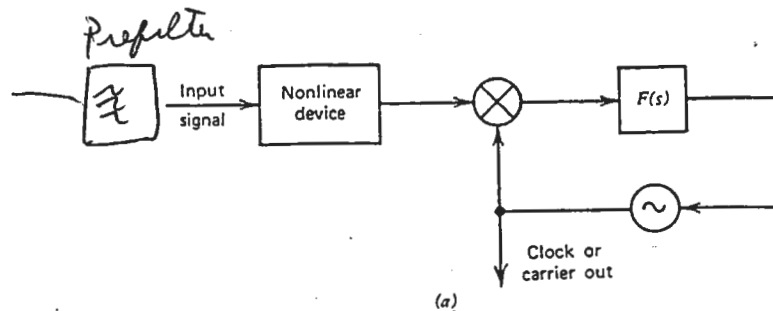 Prefilter
Input
signal
Nonlinear
device
F(s)
Clock or
carrier out
(a)